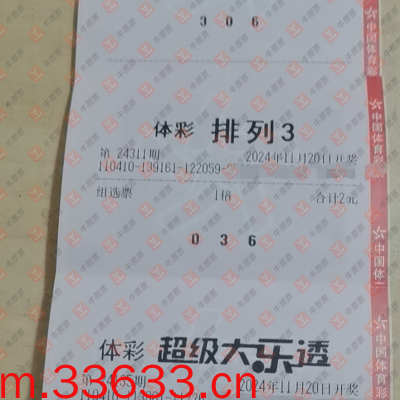 3 0 6
体彩 排列3
第 24311期 2024年11月20日开奖
110410-139161-122059-
组选票 1倍 合计2元
0 3 6
体彩 超级大乐透
2024年11月20日开奖
m.33633.cn
中国体育彩
中国体育彩
中国体
中国体育